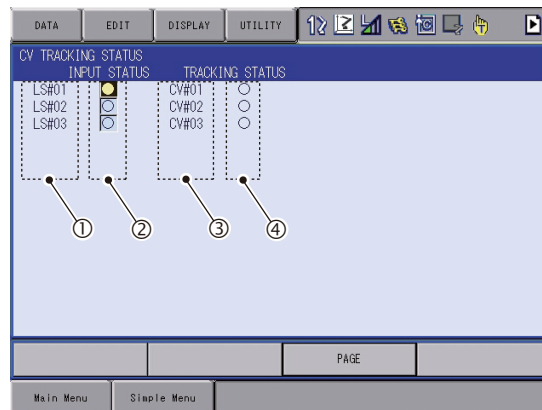 DATA EDIT DISPLAY UTILITY
CV TRACKING STATUS
INPUT STATUS TRACKING STATUS
LS#01 CV#01
LS#02 CV#02
LS#03 CV#03
① ② ③ ④
PAGE
Main Menu Simple Menu